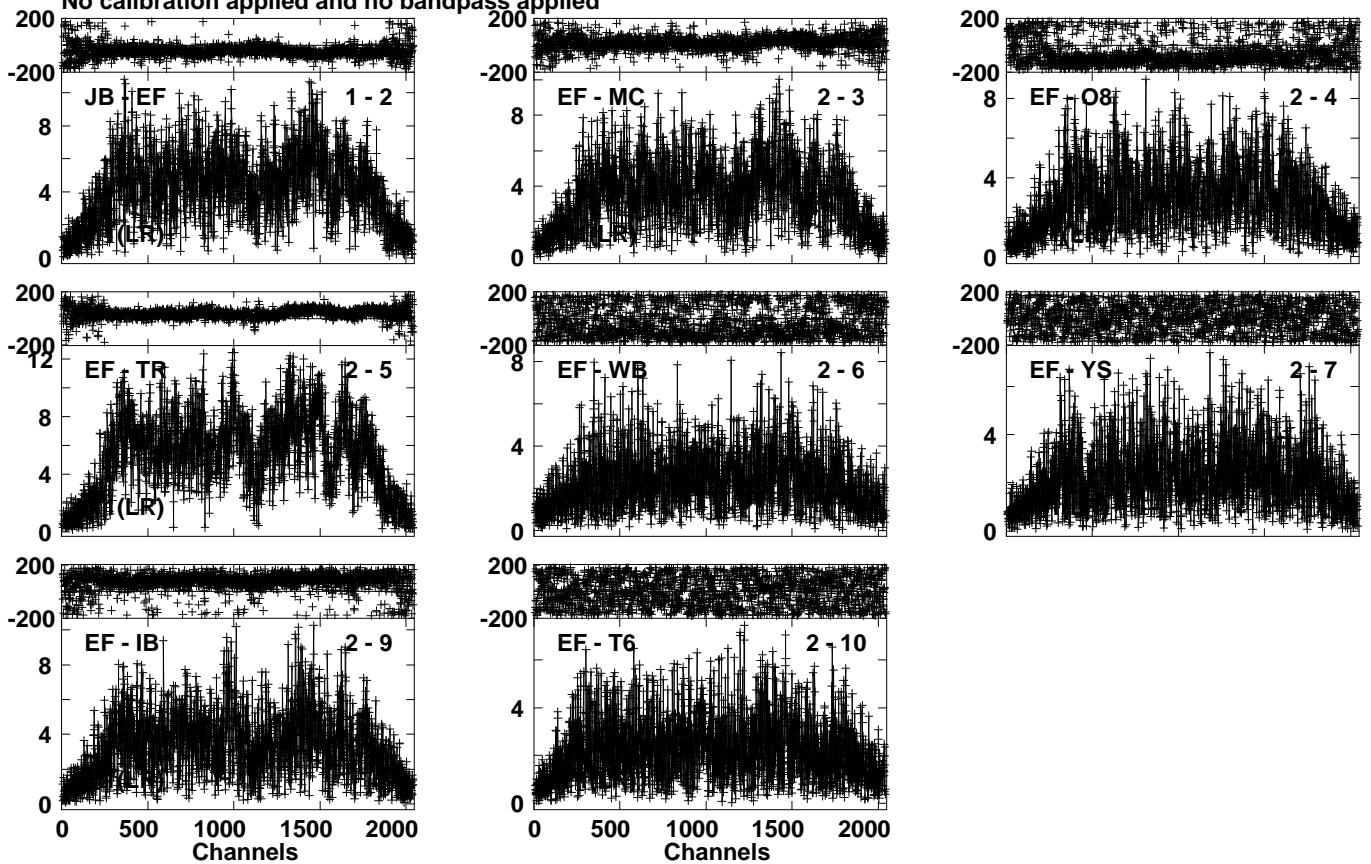 No calibration applied and no bandpass applied
200
-200
JB - EF 1 - 2
8
4
0
(LR)
200
-200
EF - MC 2 - 3
8
4
0
(LR)
200
-200
EF - O8 2 - 4
8
4
0
200
-200
12
EF - TR 2 - 5
8
4
0
(LR)
200
-200
8
EF - WB 2 - 6
4
0
200
-200
EF - YS 2 - 7
4
0
200
-200
EF - IB 2 - 9
8
4
0
0 500 1000 1500 2000
Channels
200
-200
EF - T6 2 - 10
4
0
0 500 1000 1500 2000
Channels